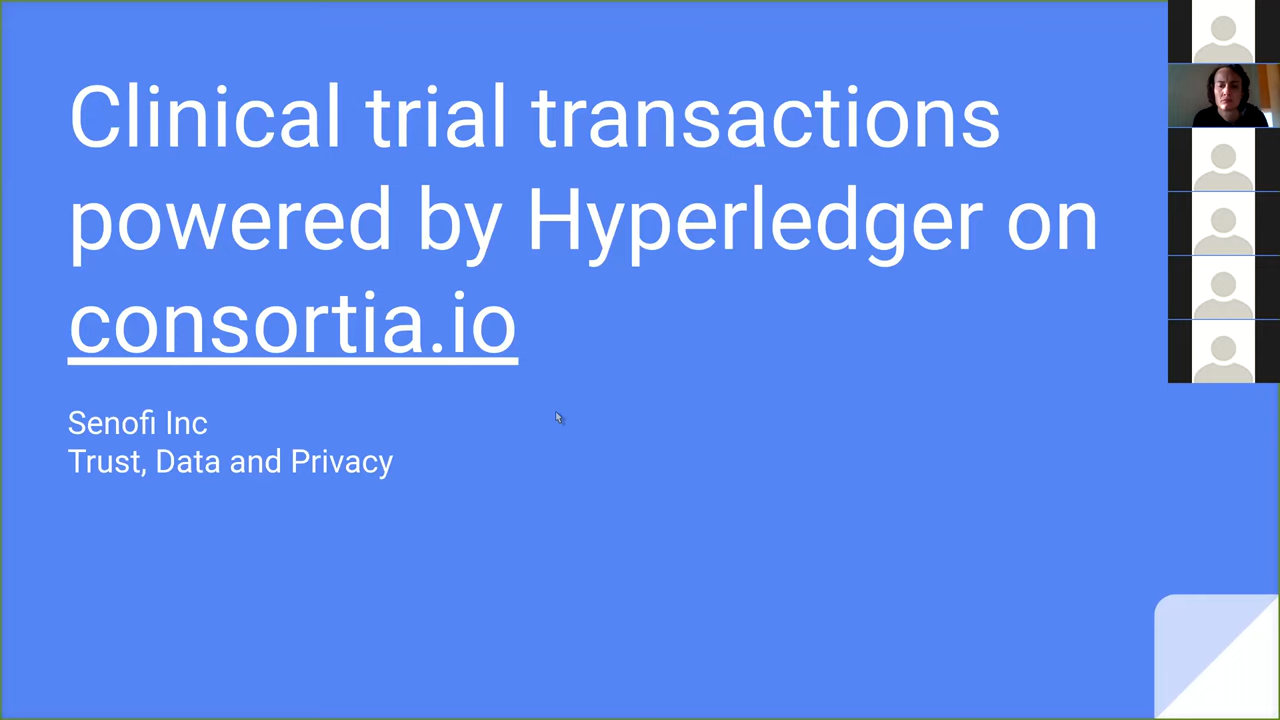 Clinical trial transactions
powered by Hyperledger on
consortia.io
Senofi Inc
Trust, Data and Privacy